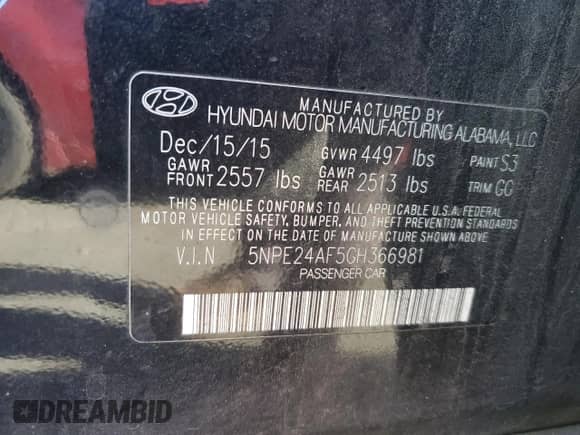 MANUFACTURED BY
HYUNDAI MOTOR MANUFACTURING ALABAMA, LLC
Dec/15/15 GVWR 4497 lbs PAINT S3
GAWR FRONT 2557 lbs GAWR REAR 2513 lbs TRIM GG
THIS VEHICLE CONFORMS TO ALL APPLICABLE U.S.A. FEDERAL
MOTOR VEHICLE SAFETY, BUMPER, AND THEFT PREVENTION STANDARDS
IN EFFECT ON THE DATE OF MANUFACTURE SHOWN ABOVE.
V.I.N 5NPE24AF5GH366981
PASSENGER CAR
DREAMBID